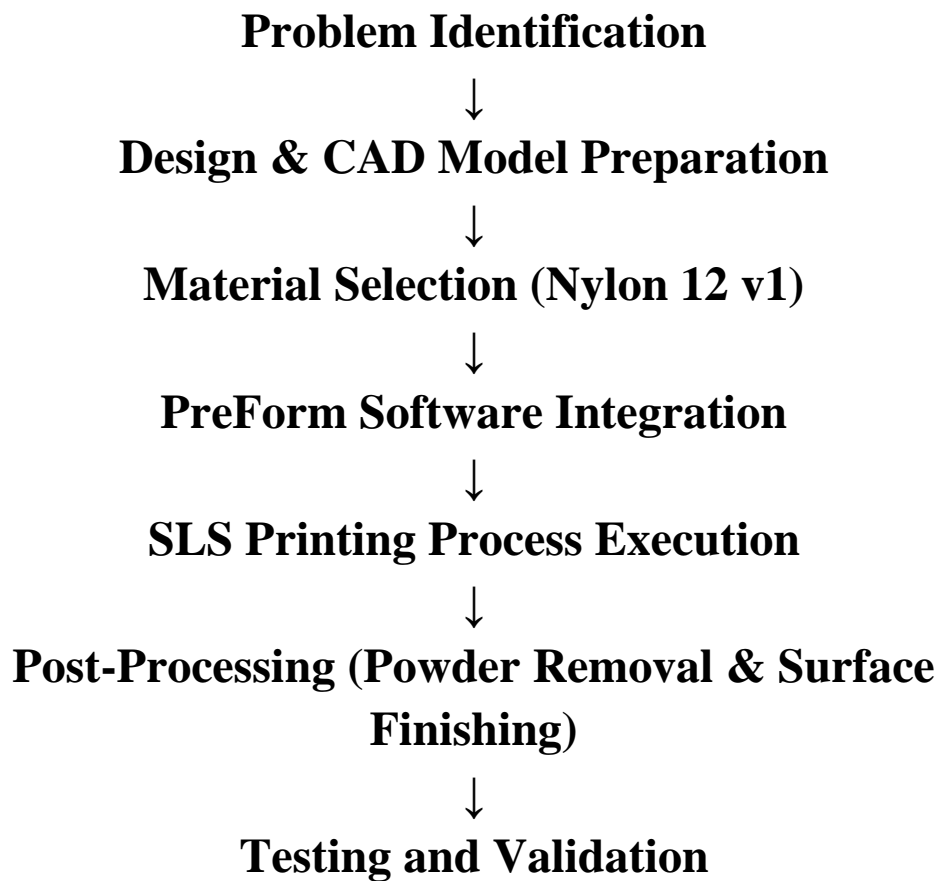 Problem Identification
↓
Design & CAD Model Preparation
↓
Material Selection (Nylon 12 v1)
↓
PreForm Software Integration
↓
SLS Printing Process Execution
↓
Post-Processing (Powder Removal & Surface
Finishing)
↓
Testing and Validation